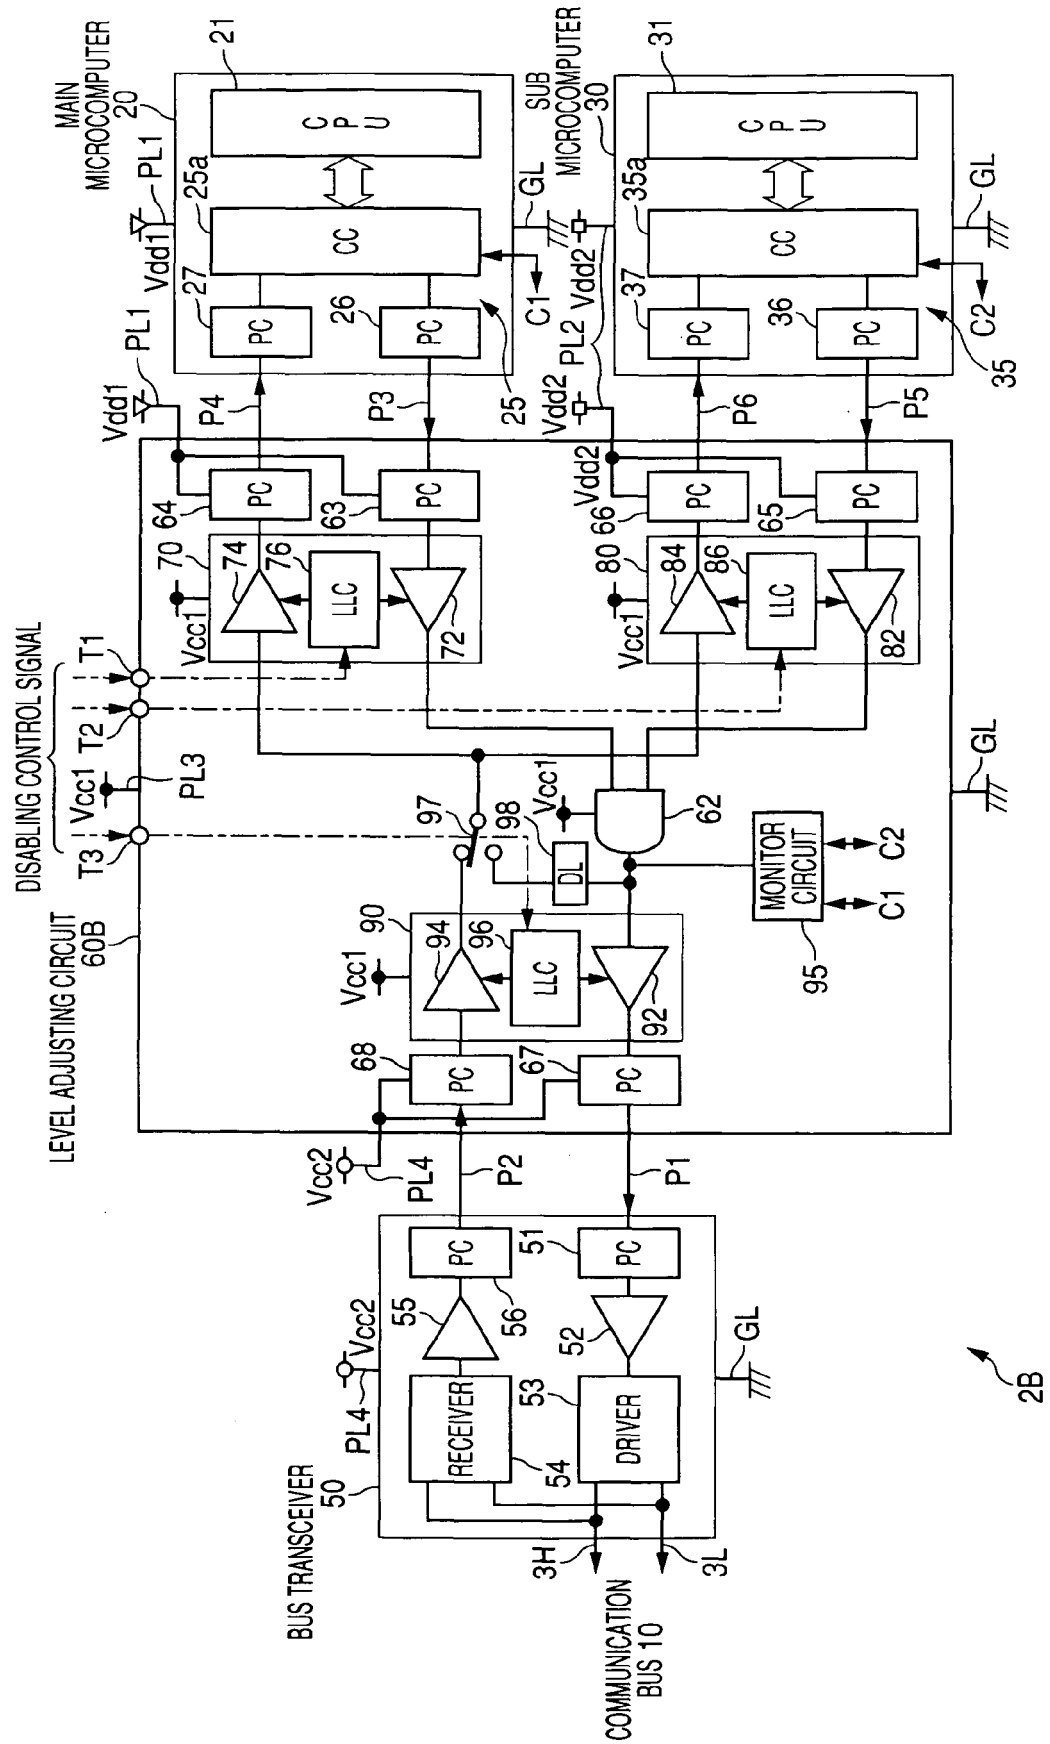 MAIN
MICROCOMPUTER
20
21
PL1
Vdd1
25a
CPU
CC
27
PC
26
PC
25
C1
GL
SUB
MICROCOMPUTER
30
31
Vdd2
PL2
35a
CPU
CC
37
PC
36
PC
35
C2
GL
PL1
Vdd1
P4
P3
Vdd2
P6
P5
DISABLING CONTROL SIGNAL
T1
T2
T3
Vcc1
PL3
LEVEL ADJUSTING CIRCUIT
60B
64
PC
63
PC
70
74
76
LLC
72
Vcc1
Vdd2
66
PC
65
PC
80
84
86
LLC
82
Vcc1
97
98
DL
Vcc1
62
90
94
96
LLC
92
Vcc1
MONITOR
CIRCUIT
95
C1
C2
GL
68
PC
67
PC
Vcc2
PL4
P2
P1
BUS TRANSCEIVER
50
PL4
Vcc2
55
PC
56
51
PC
52
RECEIVER
54
53
DRIVER
GL
3H
3L
COMMUNICATION
BUS 10
2B